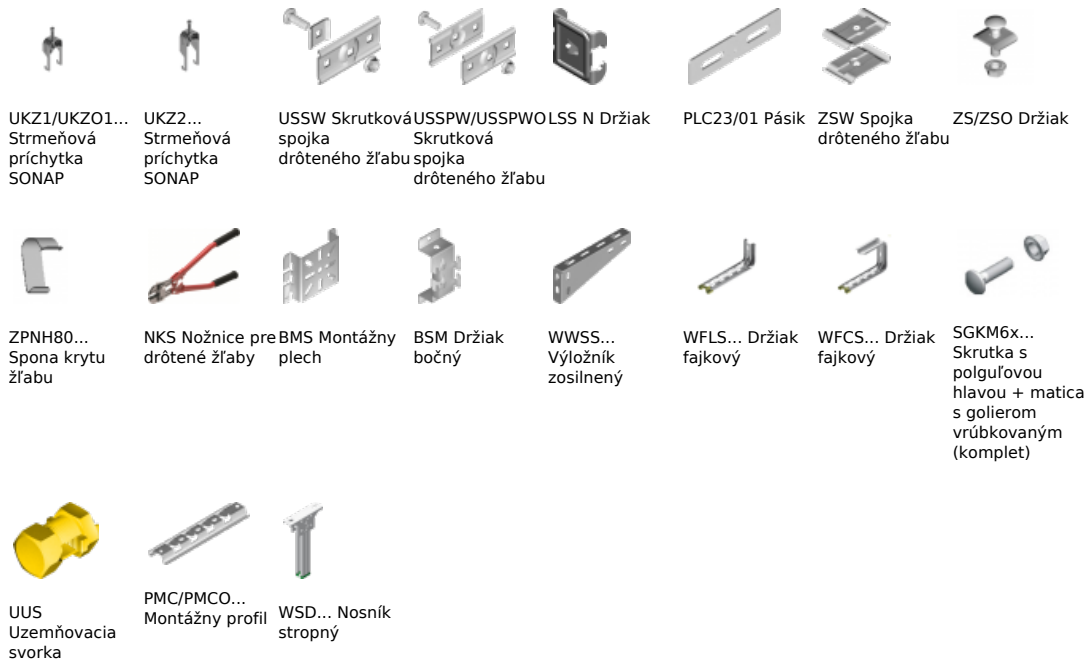 UKZ1/UKZO1...
Strmeňová
príchytka
SONAP
UKZ2...
Strmeňová
príchytka
SONAP
USSW Skrutková
spojka
drôteného žľabu
USSPW/USSPWO
Skrutková
spojka
drôteného žľabu
LSS N Držiak
PLC23/01 Pásik
ZSW Spojka
drôteného žľabu
ZS/ZSO Držiak
ZPNH80...
Spona krytu
žľabu
NKS Nožnice pre
drôtené žľaby
BMS Montážny
plech
BSM Držiak
bočný
WWSS...
Výložník
zosilnený
WFLS... Držiak
fajkový
WFCS... Držiak
fajkový
SGKM6x...
Skrutka s
polguľovou
hlavou + matica
s golierom
vrúbkovaným
(komplet)
UUS
Uzemňovacia
svorka
PMC/PMCO...
Montážny profil
WSD... Nosník
stropný